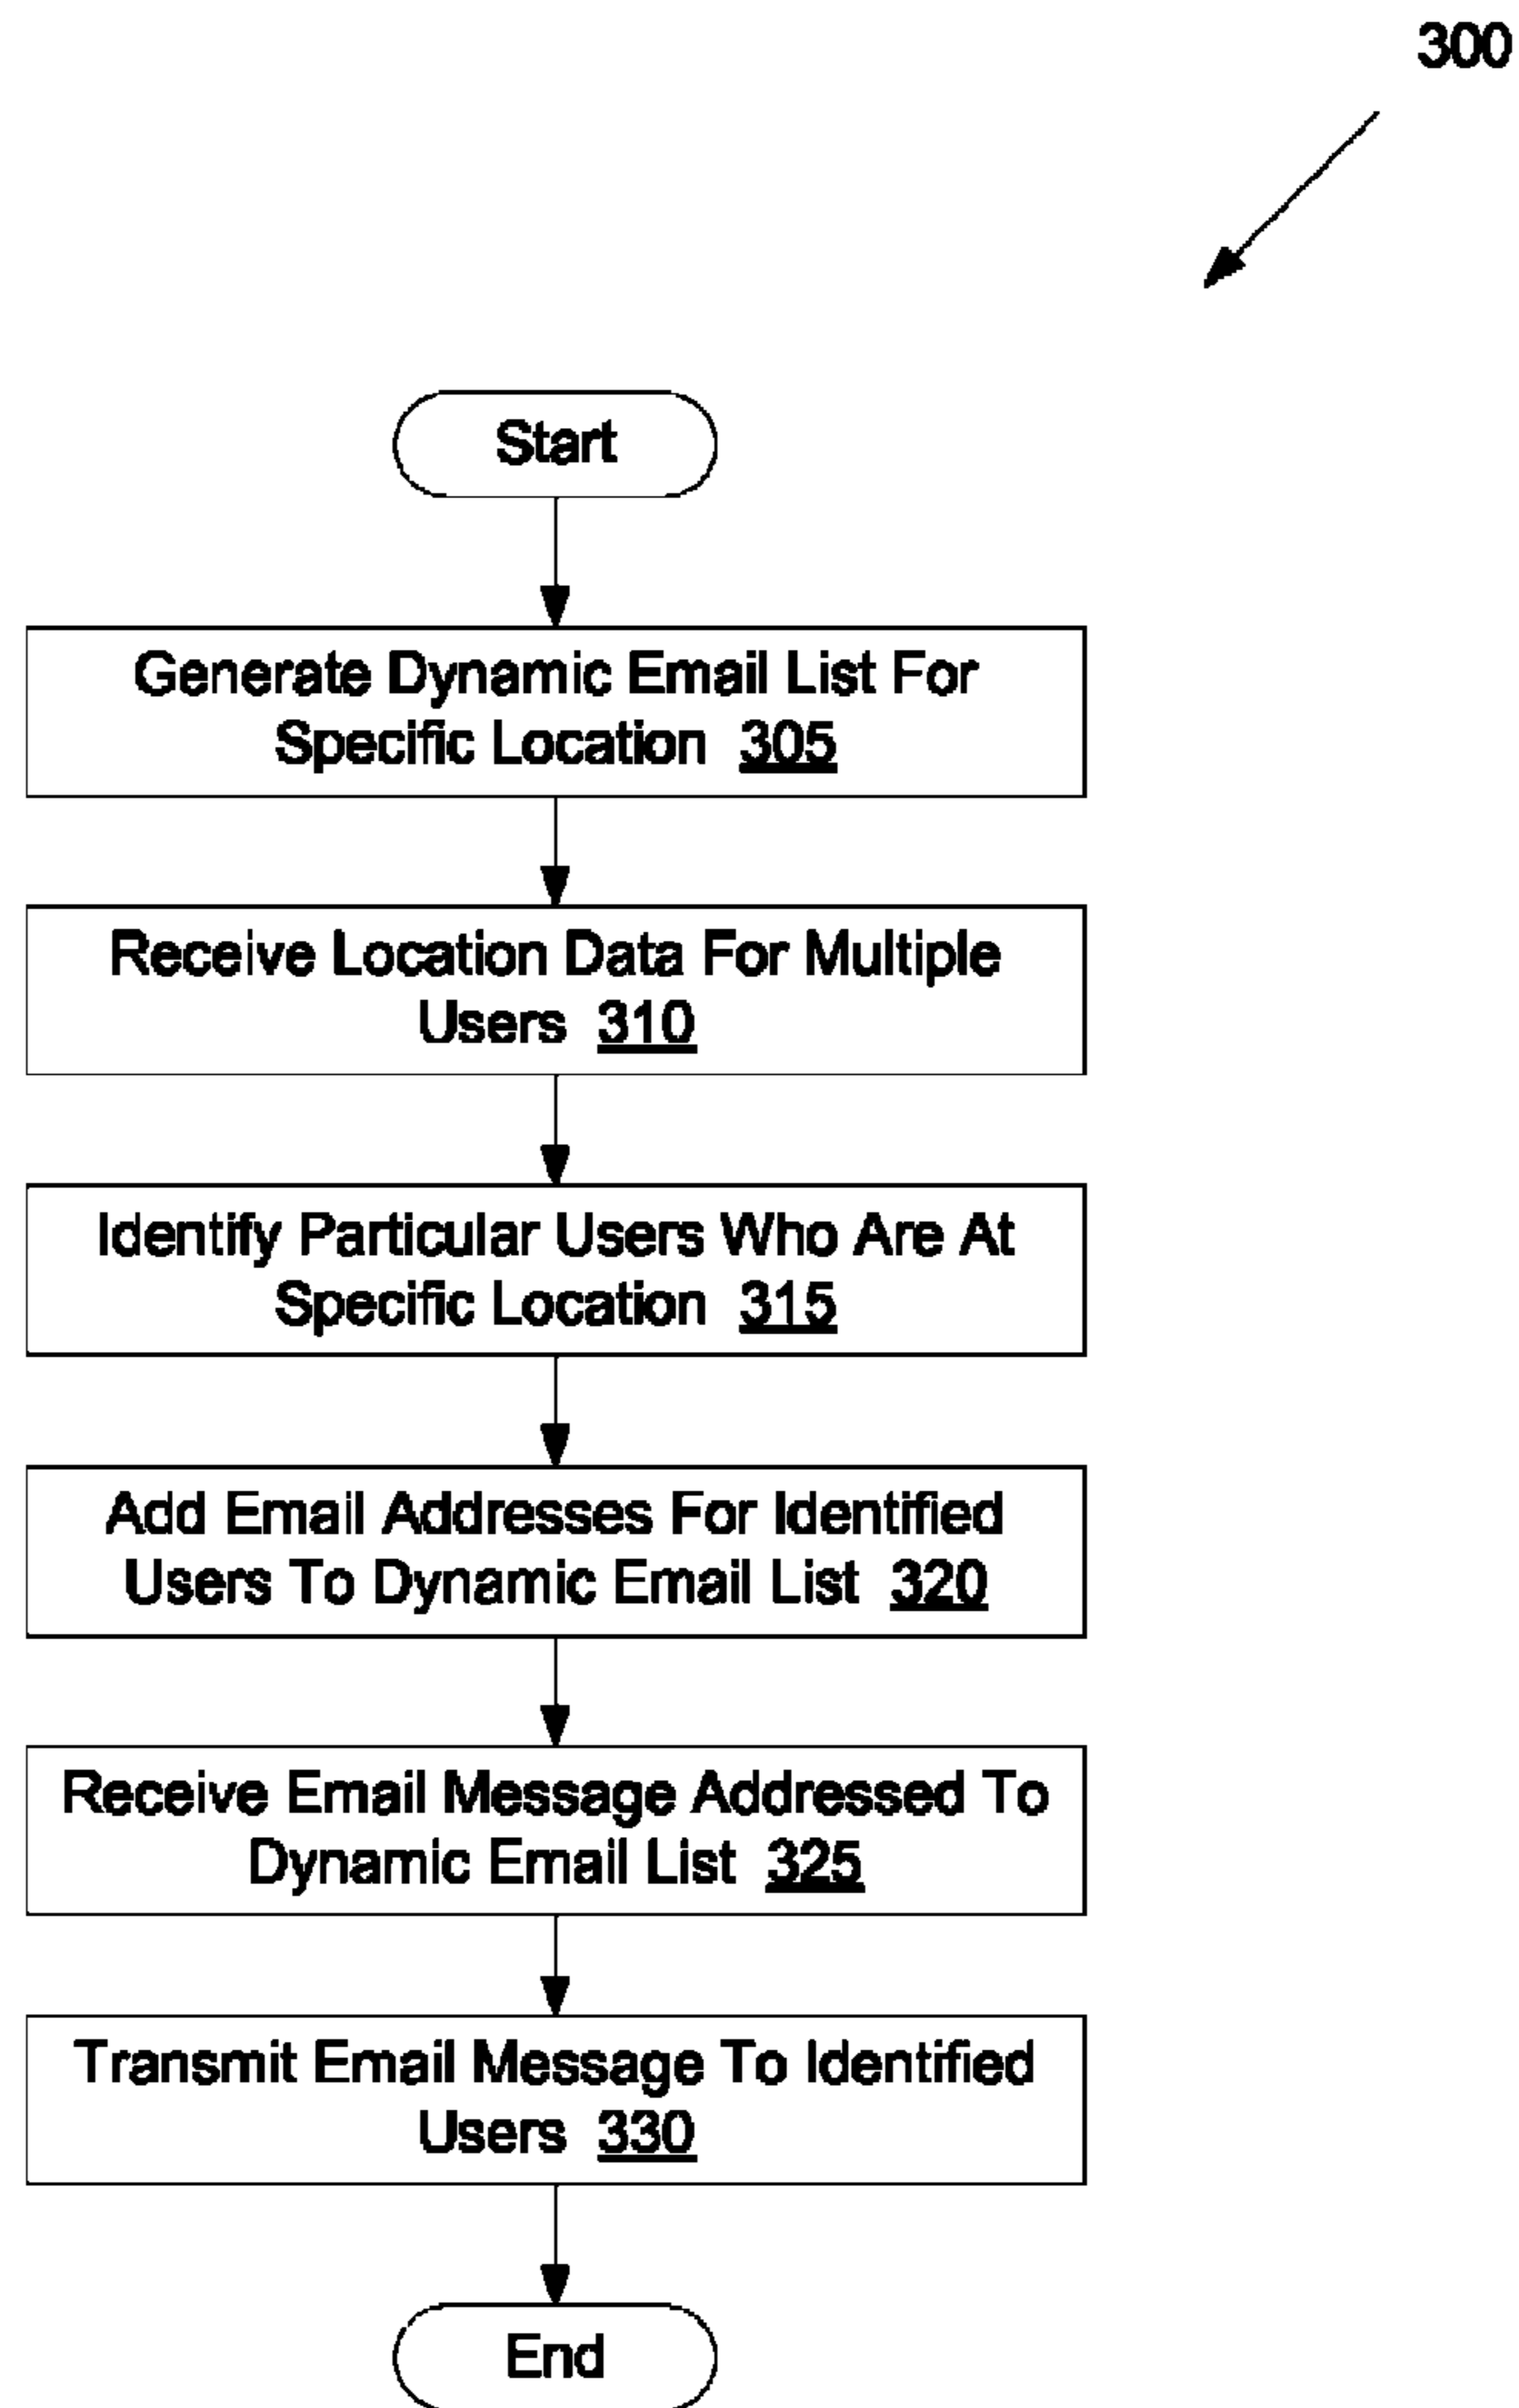 300
Start
Generate Dynamic Email List For
Specific Location 305
Receive Location Data For Multiple
Users 310
Identify Particular Users Who Are At
Specific Location 315
Add Email Addresses For Identified
Users To Dynamic Email List 320
Receive Email Message Addressed To
Dynamic Email List 325
Transmit Email Message To Identified
Users 330
End